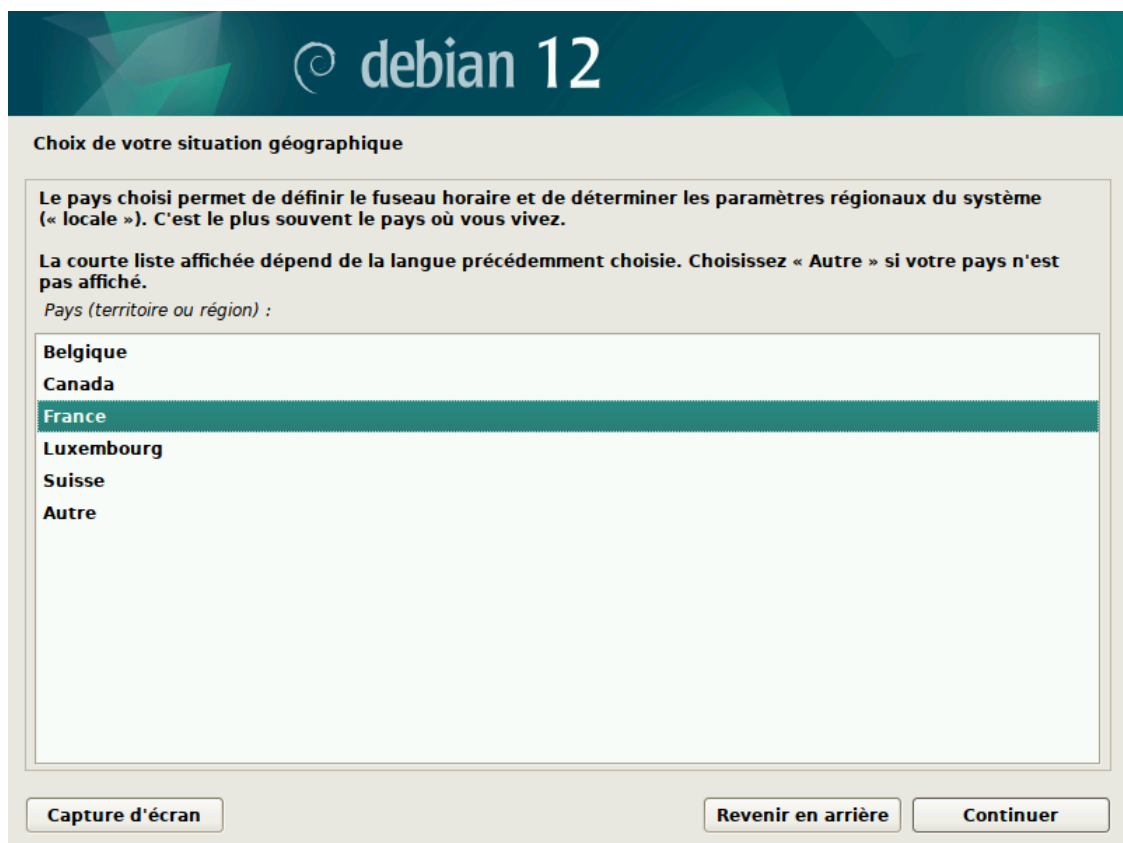 debian 12
Choix de votre situation géographique
Le pays choisi permet de définir le fuseau horaire et de déterminer les paramètres régionaux du système
(« locale »). C'est le plus souvent le pays où vous vivez.
La courte liste affichée dépend de la langue précédemment choisie. Choisissez « Autre » si votre pays n'est
pas affiché.
Pays (territoire ou région) :
Belgique
Canada
France
Luxembourg
Suisse
Autre
Capture d'écran
Revenir en arrière
Continuer